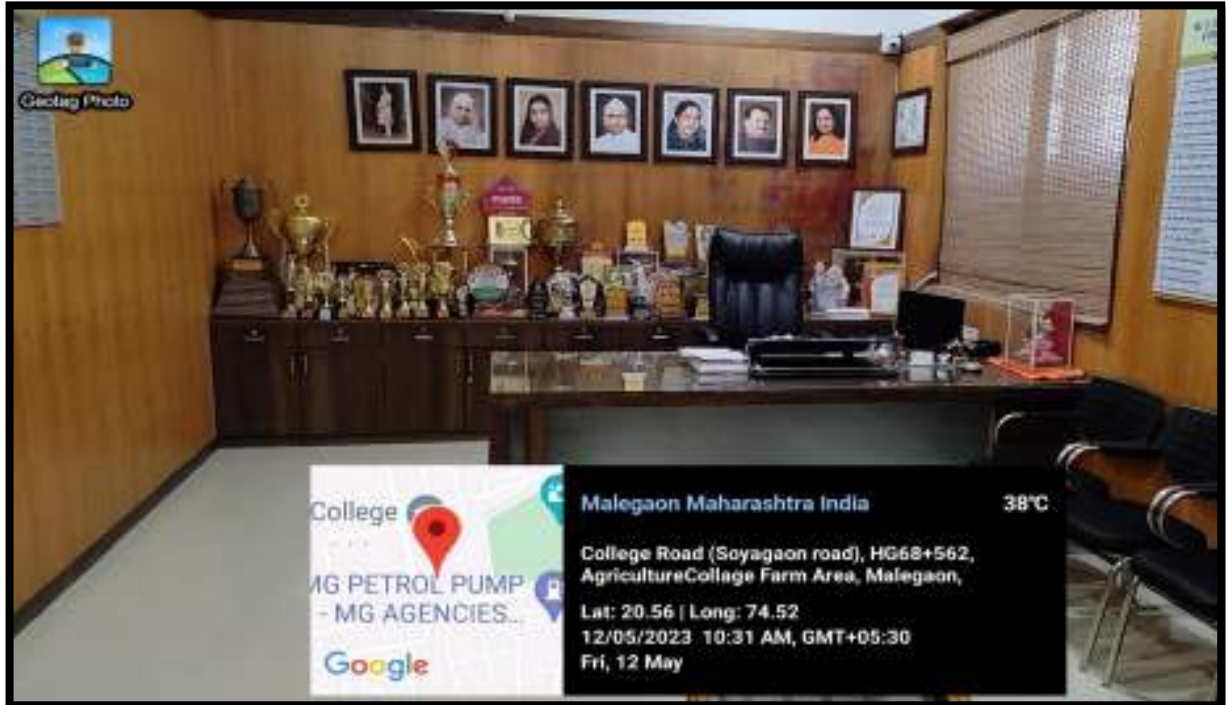 Geotag Photo
College
MG PETROL PUMP
- MG AGENCIES...
Google
Malegaon Maharashtra India
38°C
College Road (Soyagaon road), HG68+562,
AgricultureCollage Farm Area, Malegaon,
Lat: 20.56 | Long: 74.52
12/05/2023 10:31 AM, GMT+05:30
Fri, 12 May